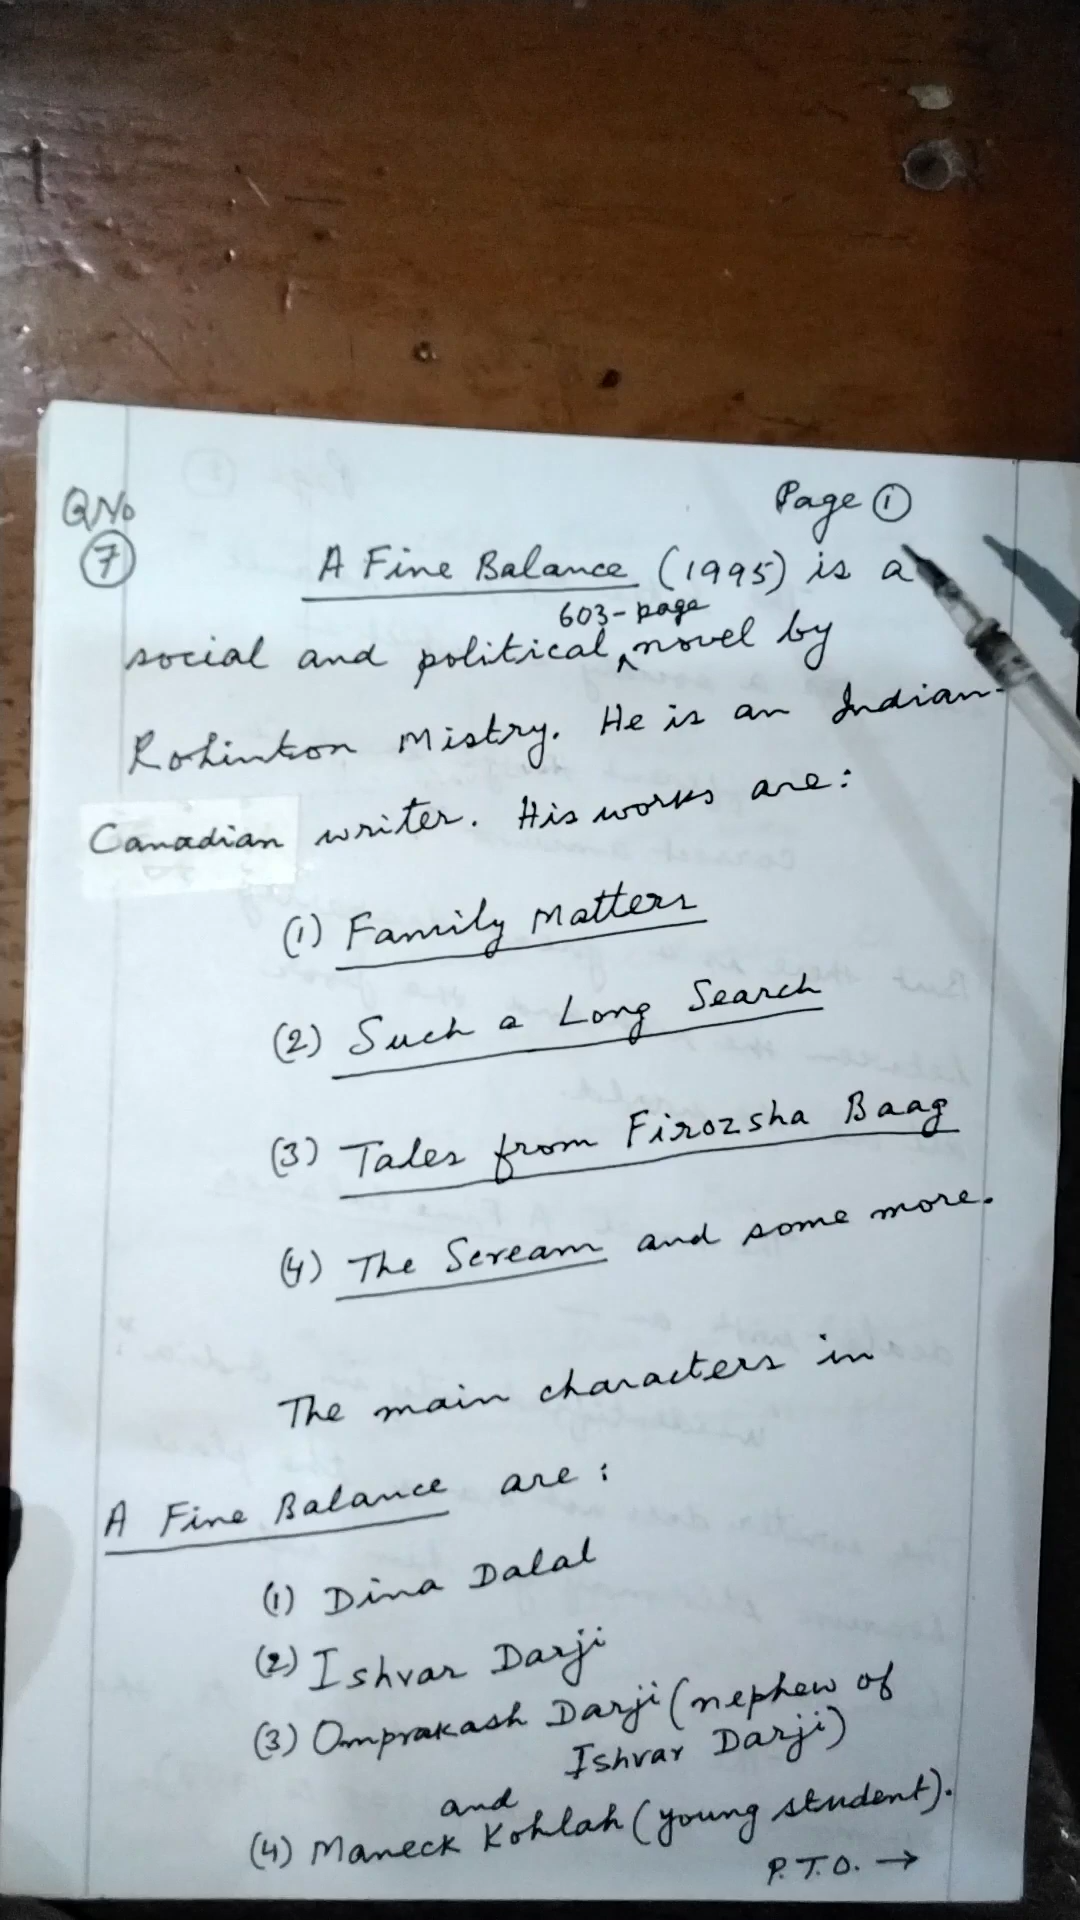 Page ①
QNo
⑦
A Fine Balance (1995) is a
603-page
social and political ^ novel by
Rohinton Mistry. He is an Indian-
Canadian writer. His works are:
(1) Family Matters
(2) Such a Long Search
(3) Tales from Firozsha Baag
(4) The Scream and some more.
The main characters in
A Fine Balance are:
(1) Dina Dalal
(2) Ishvar Darji
(3) Omprakash Darji (nephew of
Ishvar Darji)
and
(4) Maneck Kohlah (young student).
P.T.O. →